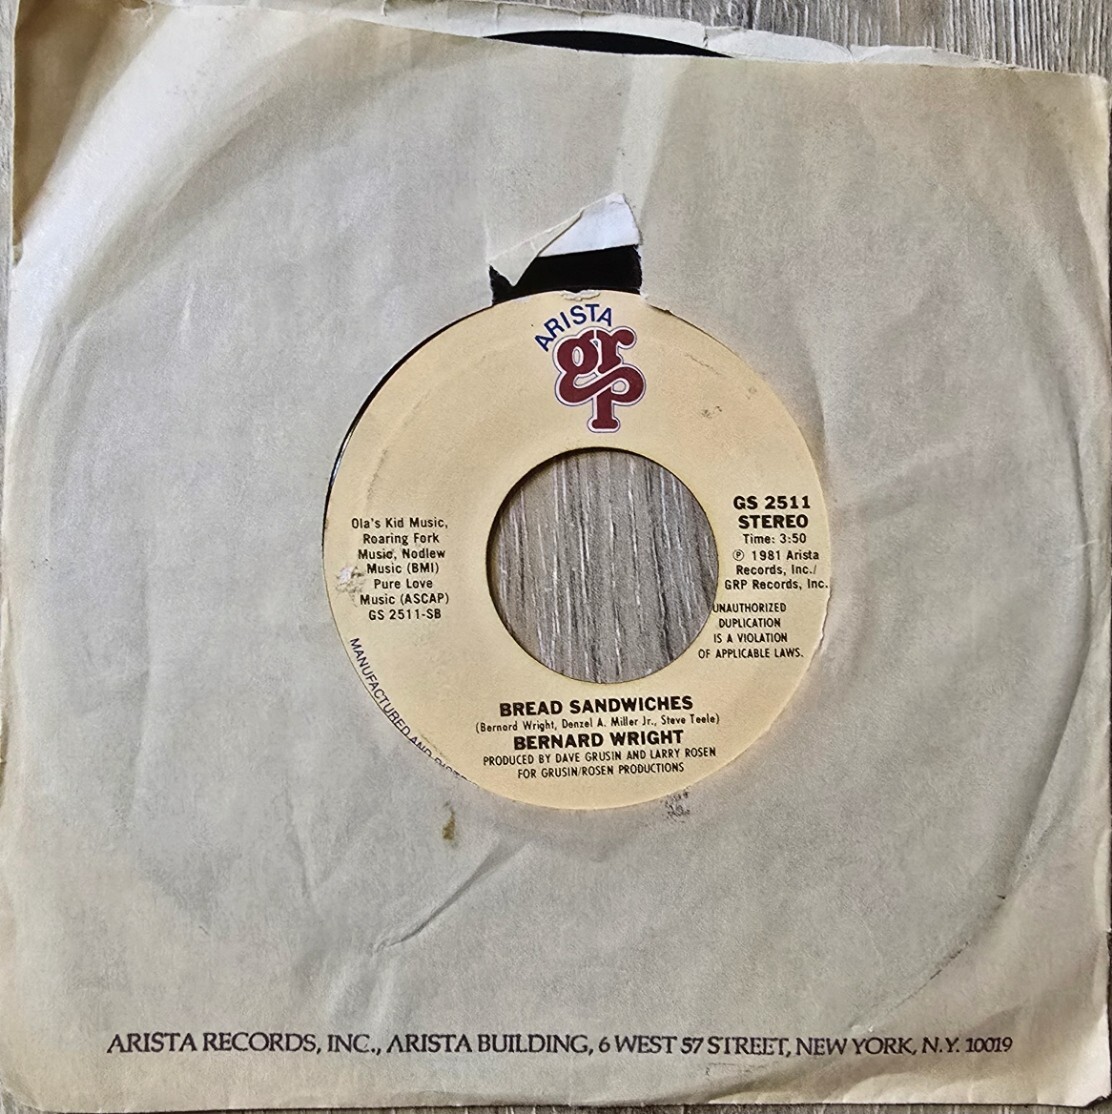 ARISTA
grp
GS 2511
STEREO
Time: 3:50
℗ 1981 Arista
Records, Inc./
GRP Records, Inc.
UNAUTHORIZED
DUPLICATION
IS A VIOLATION
OF APPLICABLE LAWS.
Ola's Kid Music,
Roaring Fork
Music, Nodlew
Music (BMI)
Pure Love
Music (ASCAP)
GS 2511-SB
MANUFACTURED AND
BREAD SANDWICHES
(Bernard Wright, Denzel A. Miller Jr., Steve Teele)
BERNARD WRIGHT
PRODUCED BY DAVE GRUSIN AND LARRY ROSEN
FOR GRUSIN/ROSEN PRODUCTIONS
ARISTA RECORDS, INC., ARISTA BUILDING, 6 WEST 57 STREET, NEW YORK, N.Y. 10019